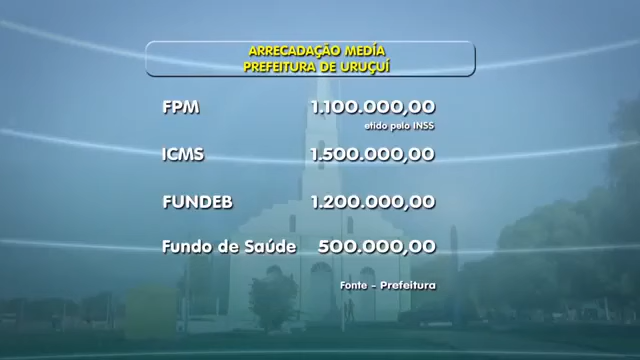 ARRECADAÇÃO MEDÍA
PREFEITURA DE URUÇUÍ
FPM 1.100.000,00
etido pelo INSS
ICMS 1.500.000,00
FUNDEB 1.200.000,00
Fundo de Saúde 500.000,00
Fonte - Prefeitura